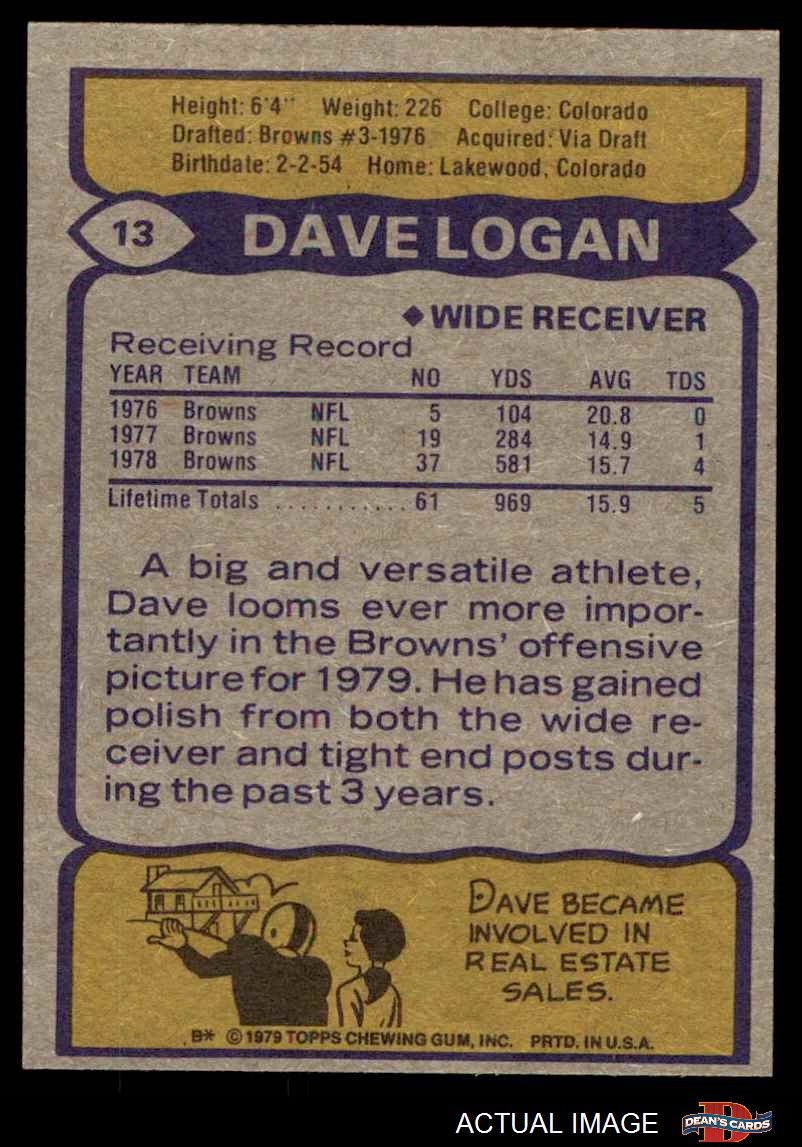 Height: 6'4" Weight: 226 College: Colorado
Drafted: Browns #3-1976 Acquired: Via Draft
Birthdate: 2-2-54 Home: Lakewood, Colorado
13 DAVE LOGAN
◆ WIDE RECEIVER
Receiving Record
YEAR TEAM NO YDS AVG TDS
1976 Browns NFL 5 104 20.8 0
1977 Browns NFL 19 284 14.9 1
1978 Browns NFL 37 581 15.7 4
Lifetime Totals ............ 61 969 15.9 5
A big and versatile athlete,
Dave looms ever more impor-
tantly in the Browns' offensive
picture for 1979. He has gained
polish from both the wide re-
ceiver and tight end posts dur-
ing the past 3 years.
DAVE BECAME
INVOLVED IN
REAL ESTATE
SALES.
B* © 1979 TOPPS CHEWING GUM, INC. PRTD. IN U.S.A.
ACTUAL IMAGE
D
DEAN'S CARDS